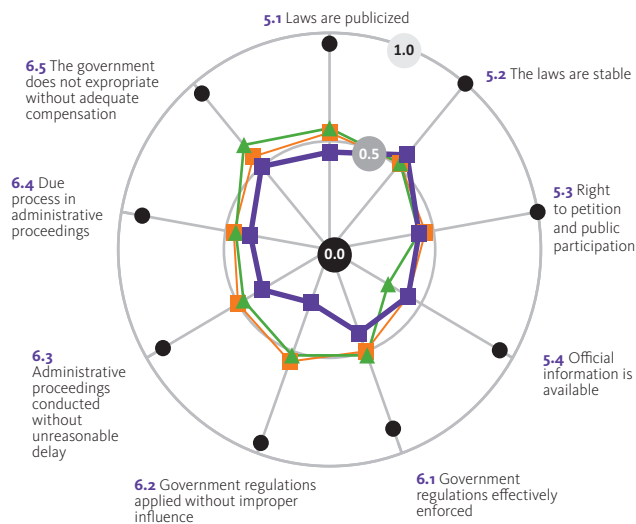 5.1 Laws are publicized
1.0
5.2 The laws are stable
0.5
5.3 Right
to petition
and public
participation
0.0
5.4 Official
information is
available
6.1 Government
regulations effectively
enforced
6.2 Government regulations
applied without improper
influence
6.3
Administrative
proceedings
conducted
without
unreasonable
delay
6.4 Due
process in
administrative
proceedings
6.5 The government
does not expropriate
without adequate
compensation